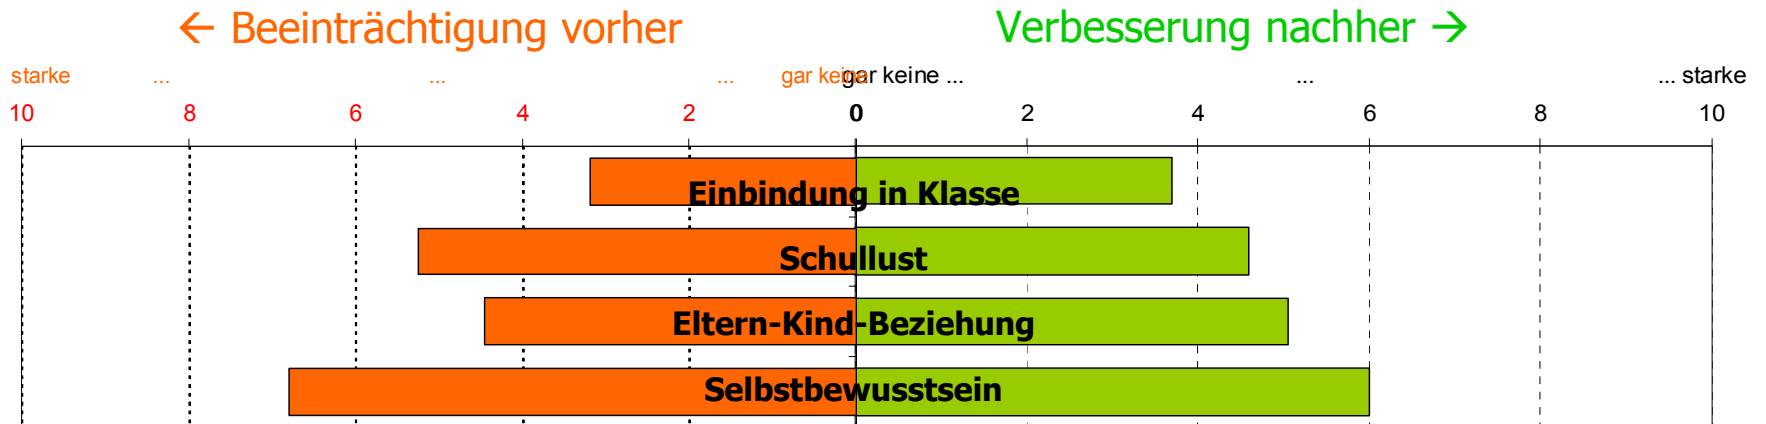 ← Beeinträchtigung vorher Verbesserung nachher →
starke ... ... ... gar keine gar keine ... ... ... starke
10 8 6 4 2 0 2 4 6 8 10
Einbindung in Klasse
Schullust
Eltern-Kind-Beziehung
Selbstbewusstsein